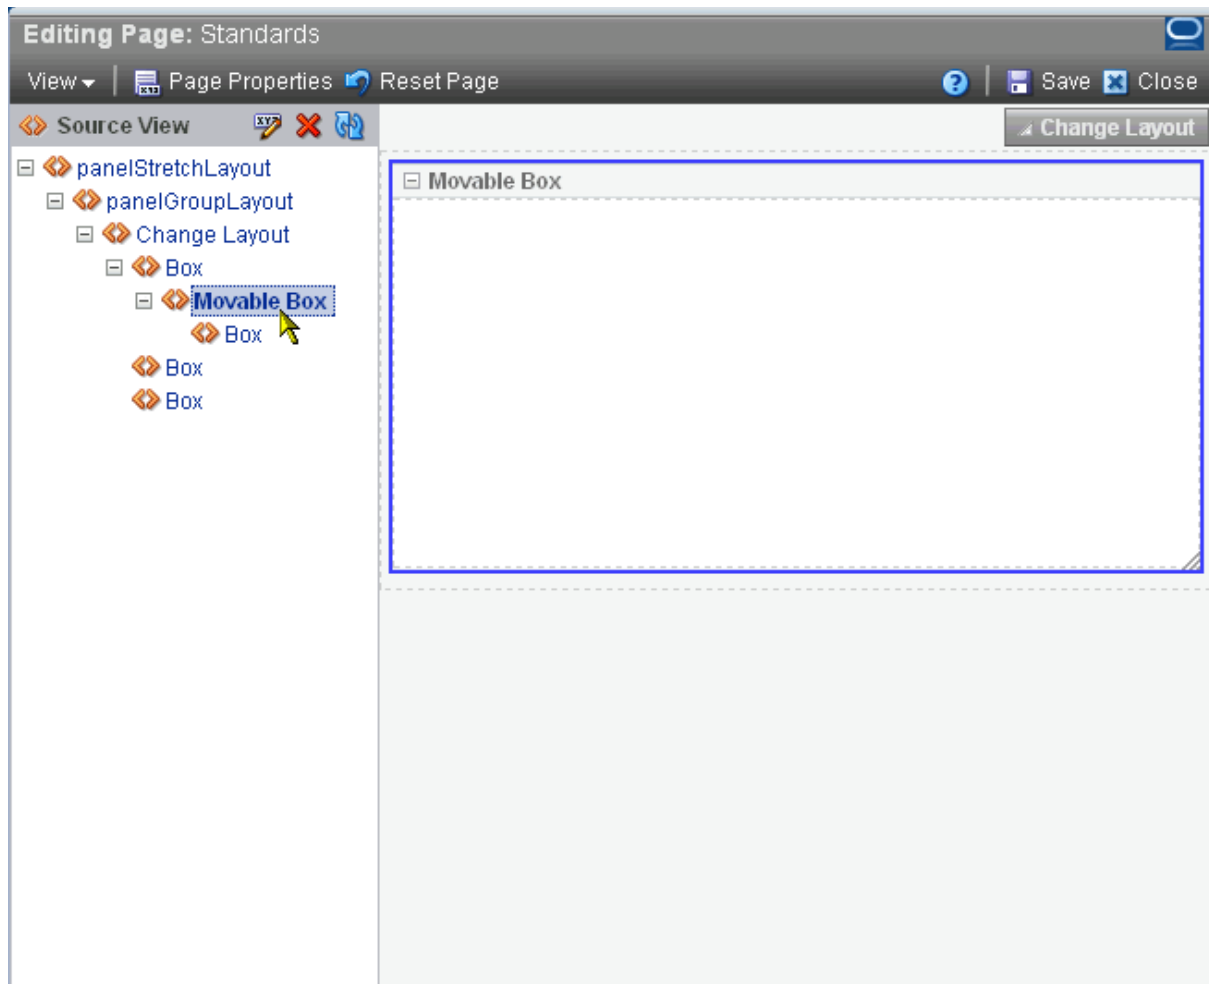 Editing Page: Standards
View Page Properties Reset Page ? Save Close
Source View XYZ Change Layout
panelStretchLayout
Movable Box
panelGroupLayout
Change Layout
Box
Movable Box
Box
Box
Box